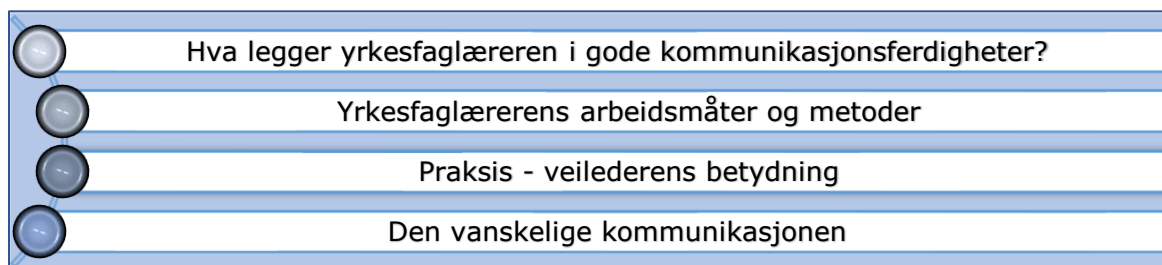 Hva legger yrkesfaglæreren i gode kommunikasjonsferdigheter?
Yrkesfaglærerens arbeidsmåter og metoder
Praksis - veilederens betydning
Den vanskelige kommunikasjonen